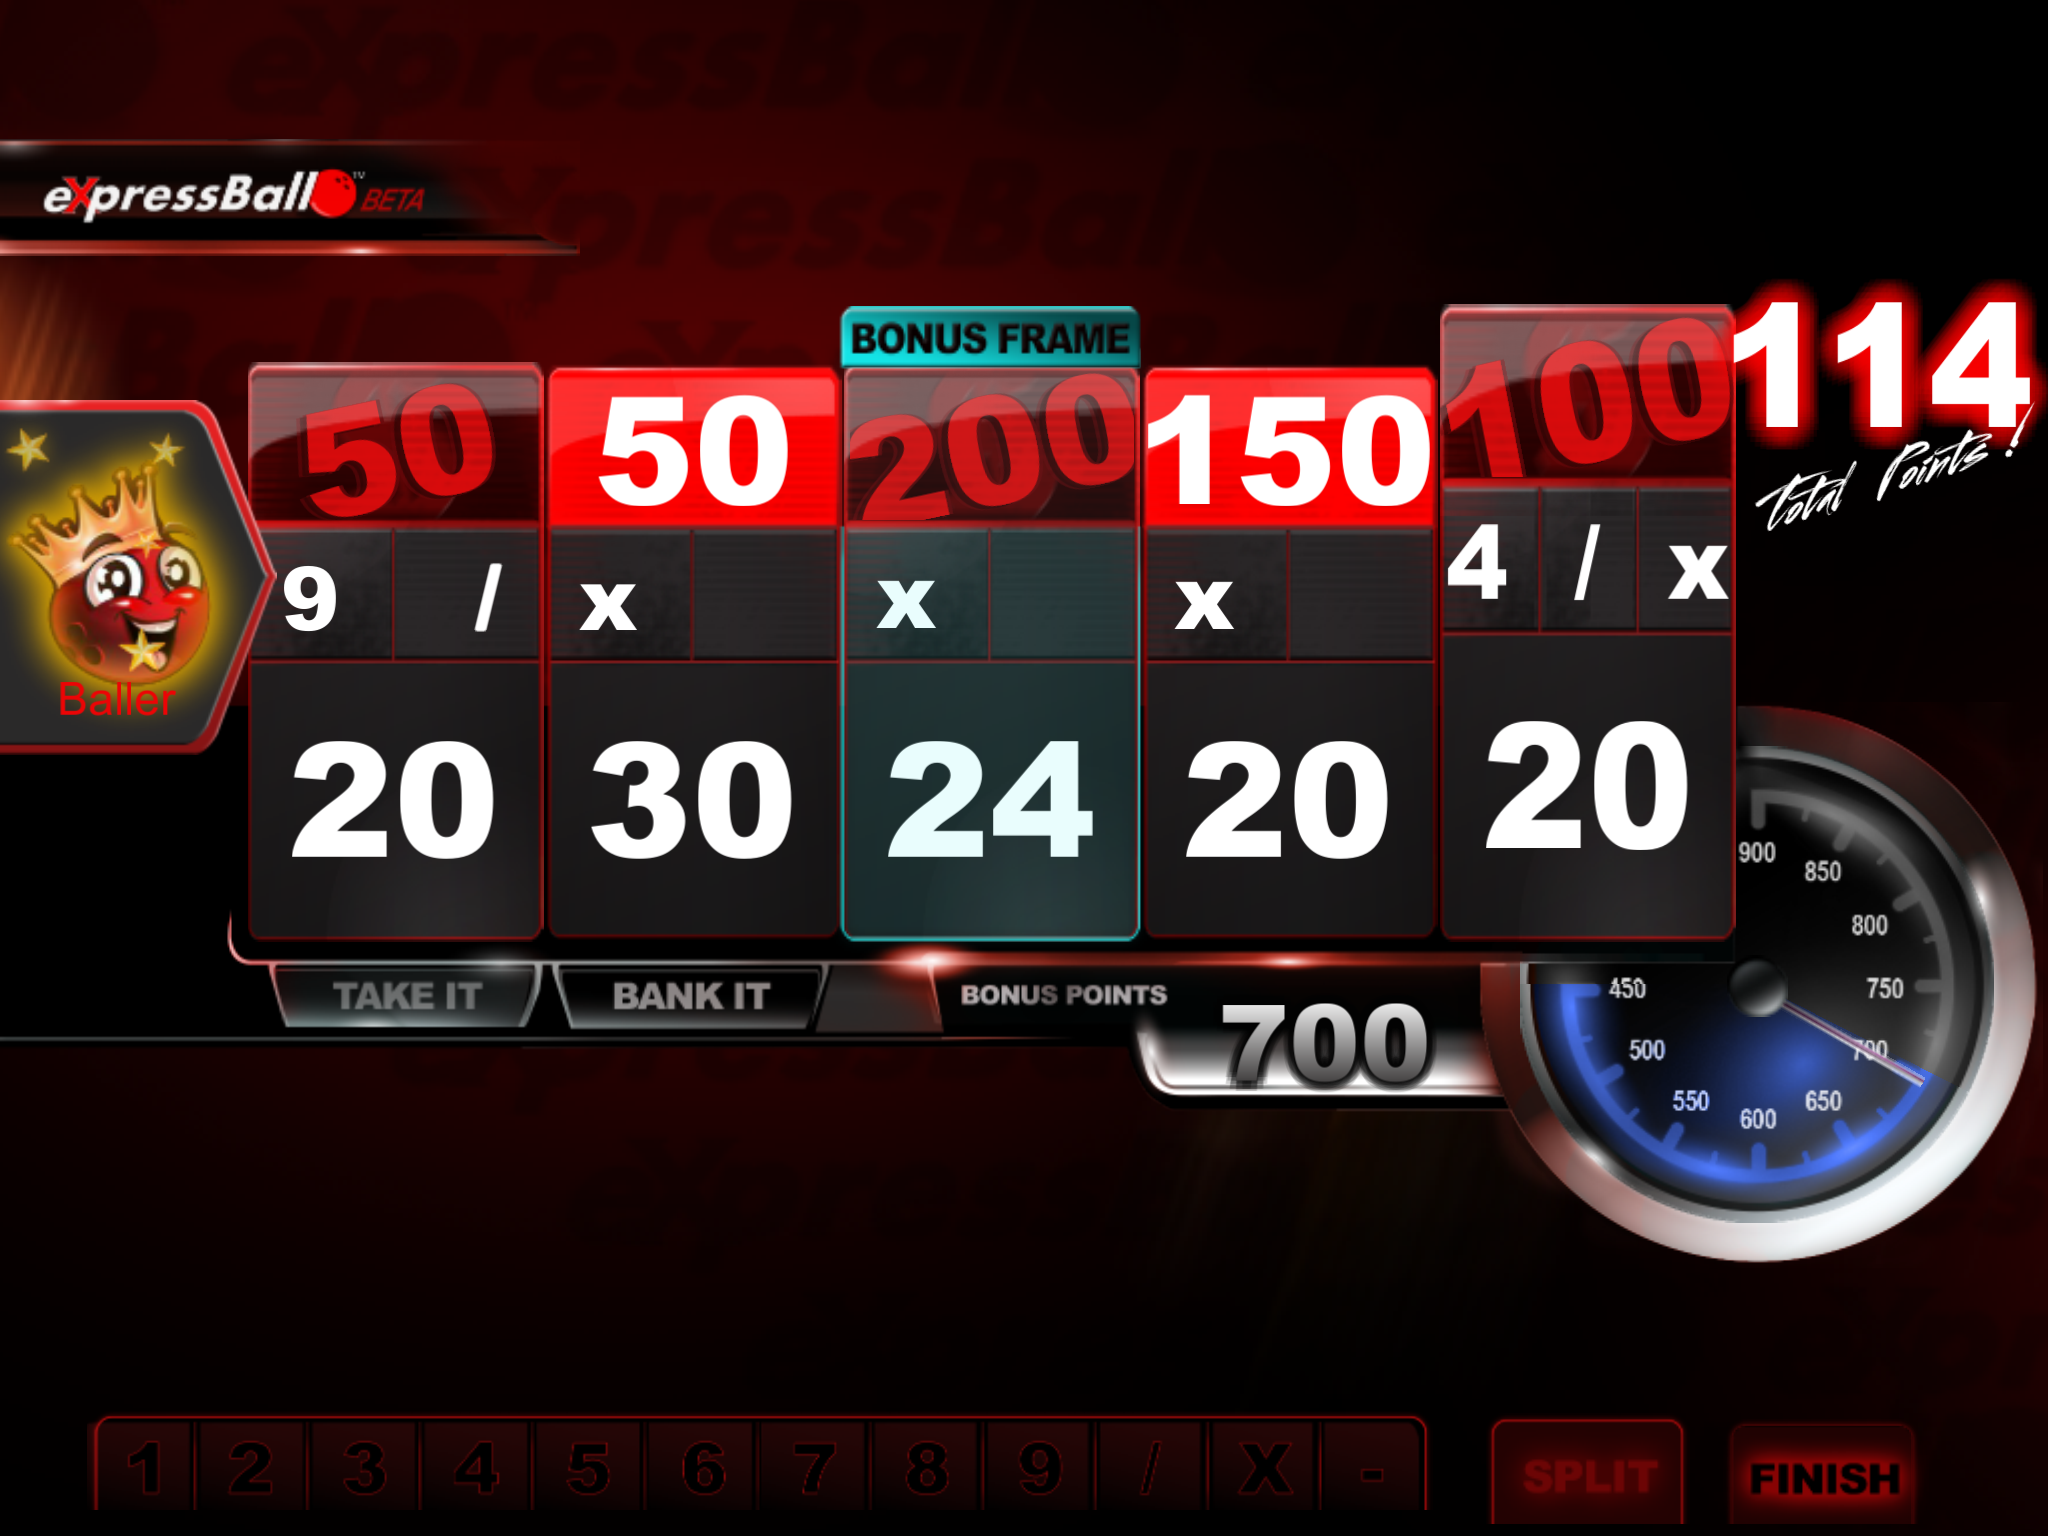 eXpressBall
eXpressBall
eXpressBall™ BETA
BONUS FRAME
50 50 200 150 100
114
Total Points!
9 / x x x 4 / x
Baller
20 30 24 20 20
TAKE IT BANK IT BONUS POINTS
700
900
850
800
750
700
650
600
550
500
450
1 2 3 4 5 6 7 8 9 / X -
SPLIT FINISH